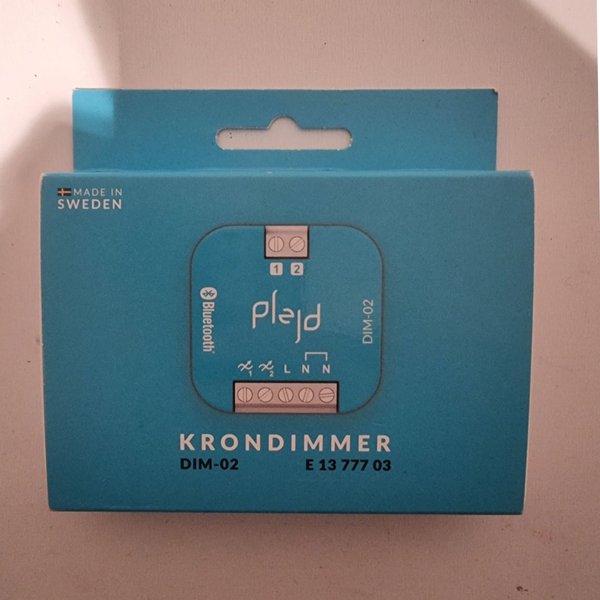 MADE IN
SWEDEN
1 2
plejd
Bluetooth®
DIM-02
1 2 L N N
KRONDIMMER
DIM-02 E 13 777 03